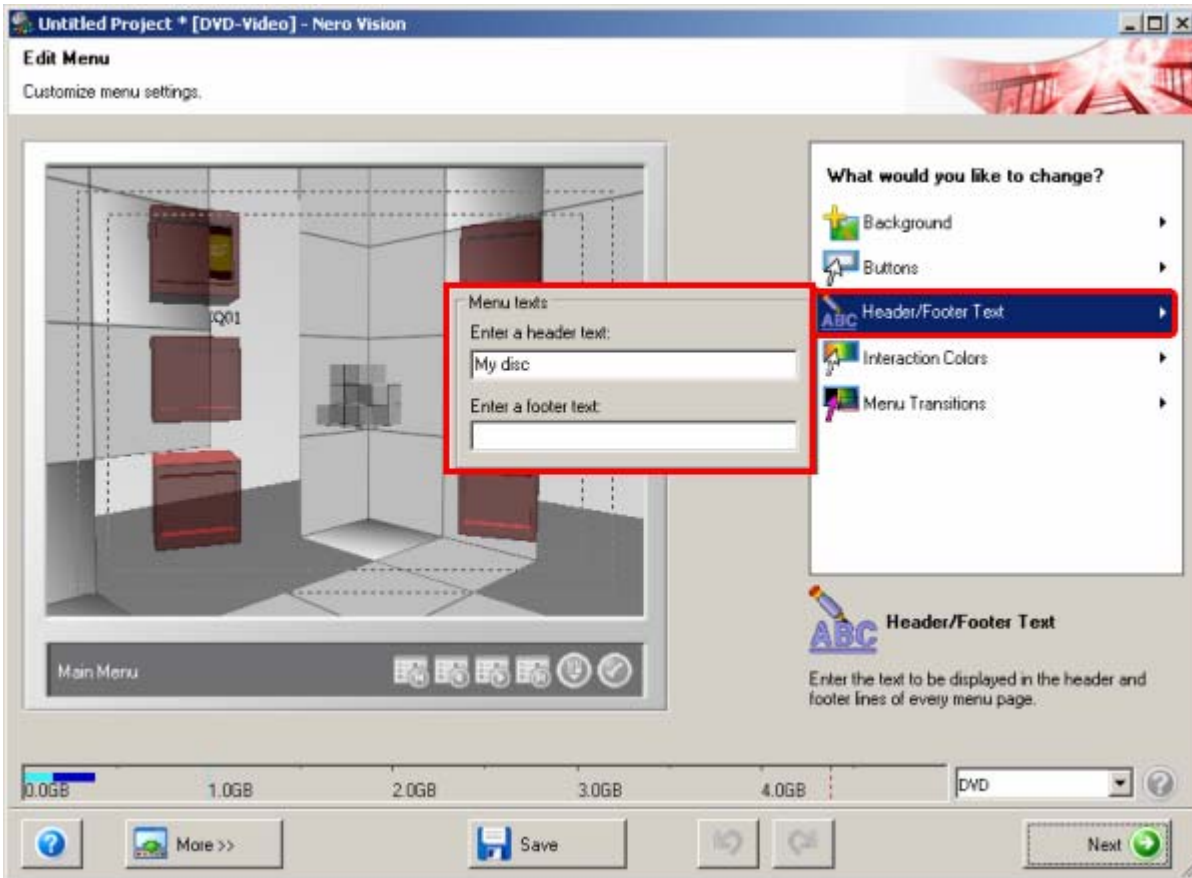 Untitled Project * [DVD-Video] - Nero Vision
Edit Menu
Customize menu settings.
What would you like to change?
Background
Buttons
Header/Footer Text
Interaction Colors
Menu Transitions
Menu texts
Enter a header text:
My disc
Enter a footer text:
Main Menu
ABC
Header/Footer Text
Enter the text to be displayed in the header and
footer lines of every menu page.
0.0GB 1.0GB 2.0GB 3.0GB 4.0GB
DVD
More >>
Save
Next